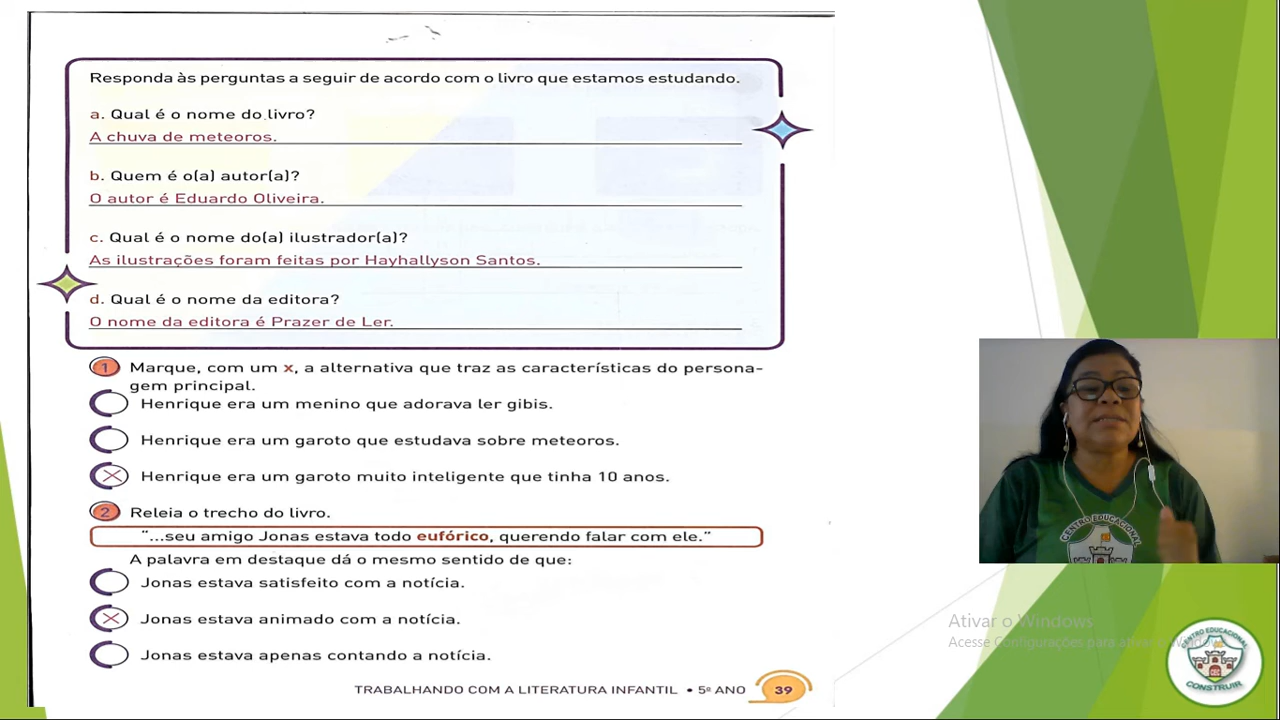 Responda às perguntas a seguir de acordo com o livro que estamos estudando.
a. Qual é o nome do livro?
A chuva de meteoros.
b. Quem é o(a) autor(a)?
O autor é Eduardo Oliveira.
c. Qual é o nome do(a) ilustrador(a)?
As ilustrações foram feitas por Hayhallyson Santos.
d. Qual é o nome da editora?
O nome da editora é Prazer de Ler.
1 Marque, com um x, a alternativa que traz as características do persona-
gem principal.
Henrique era um menino que adorava ler gibis.
Henrique era um garoto que estudava sobre meteoros.
X Henrique era um garoto muito inteligente que tinha 10 anos.
2 Releia o trecho do livro.
"...seu amigo Jonas estava todo eufórico, querendo falar com ele."
A palavra em destaque dá o mesmo sentido de que:
Jonas estava satisfeito com a notícia.
X Jonas estava animado com a notícia.
Jonas estava apenas contando a notícia.
TRABALHANDO COM A LITERATURA INFANTIL • 5º ANO 39
CENTRO EDUCACIONAL
Ativar o Windows
Acesse Configurações para ativar o
CENTRO EDUCACIONAL
CONSTRUIR